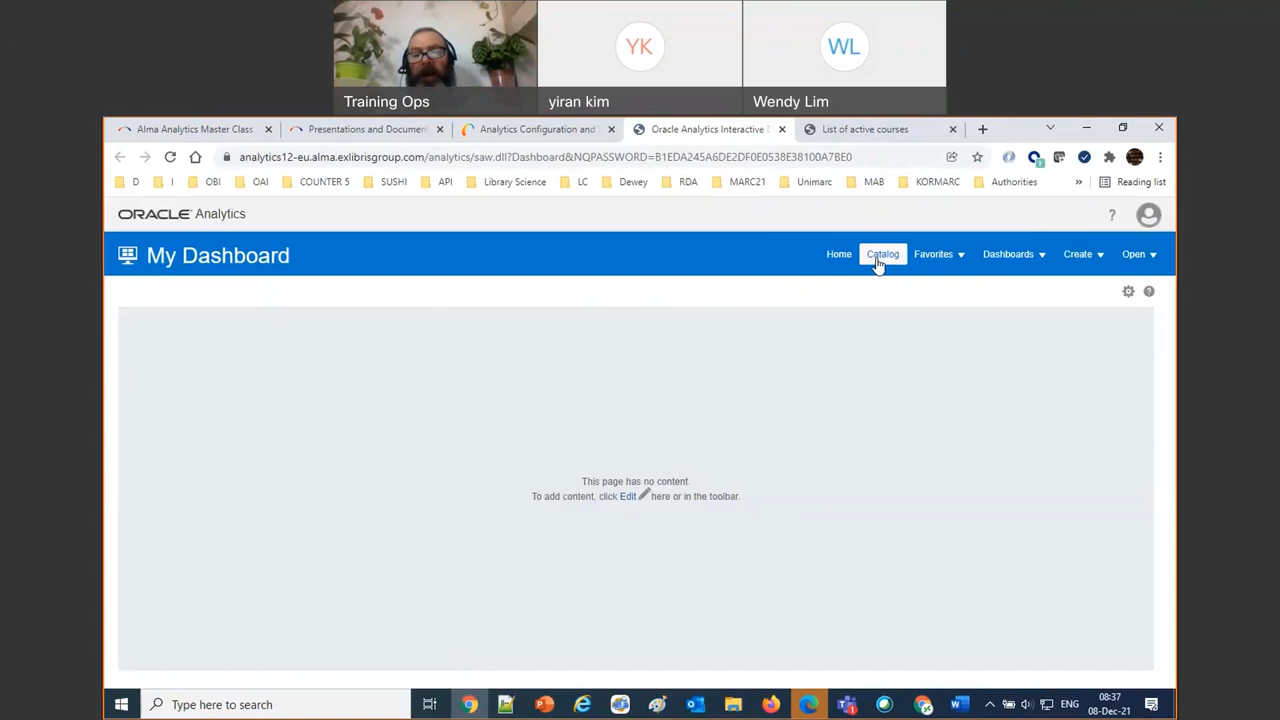 YK
WL
Training Ops
yiran kim
Wendy Lim
Alma Analytics Master Class
Presentations and Document
Analytics Configuration and
Oracle Analytics Interactive
List of active courses
analytics12-eu.alma.exlibrisgroup.com/analytics/saw.dll?Dashboard&NQPASSWORD=B1EDA245A6DE2DF0E0538E38100A7BE0
D
I
OBI
OAI
COUNTER 5
SUSHI
API
Library Science
LC
Dewey
RDA
MARC21
Unimarc
MAB
KORMARC
Authorities
»
Reading list
ORACLE Analytics
?
My Dashboard
Home
Catalog
Favorites
Dashboards
Create
Open
This page has no content.
To add content, click Edit here or in the toolbar.
Type here to search
ENG
08:37
08-Dec-21